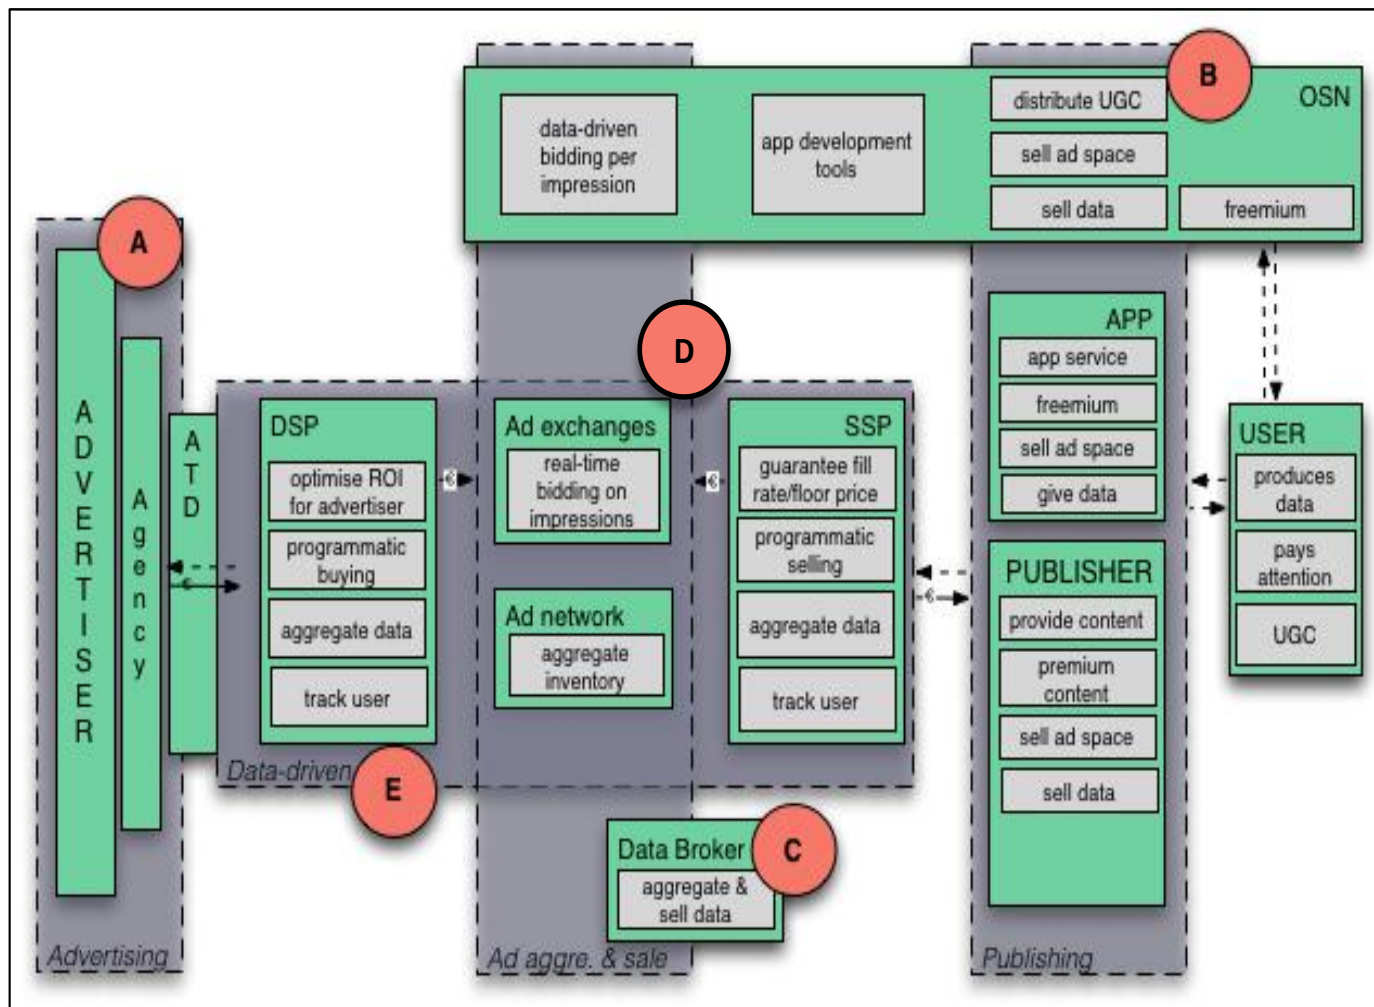 B
OSN
distribute UGC
data-driven
bidding per
impression
app development
tools
sell ad space
sell data
freemium
A
ADVERTISER
Agency
ATD
D
DSP
optimise ROI
for advertiser
programmatic
buying
aggregate data
track user
€
Ad exchanges
real-time
bidding on
impressions
Ad network
aggregate
inventory
€
SSP
guarantee fill
rate/floor price
programmatic
selling
aggregate data
track user
€
€
APP
app service
freemium
sell ad space
give data
PUBLISHER
provide content
premium
content
sell ad space
sell data
USER
produces
data
pays
attention
UGC
Data-driven
E
Data Broker
C
aggregate &
sell data
Advertising
Ad aggre. & sale
Publishing